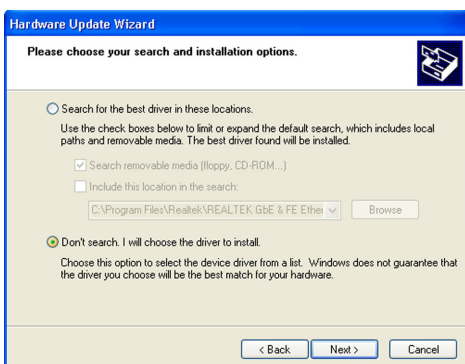 Hardware Update Wizard
Please choose your search and installation options.
Search for the best driver in these locations.
Use the check boxes below to limit or expand the default search, which includes local
paths and removable media. The best driver found will be installed.
Search removable media (floppy, CD-ROM...)
Include this location in the search:
C:\Program Files\Realtek\REALTEK GbE & FE Ether
Browse
Don't search. I will choose the driver to install.
Choose this option to select the device driver from a list. Windows does not guarantee that
the driver you choose will be the best match for your hardware.
< Back Next > Cancel